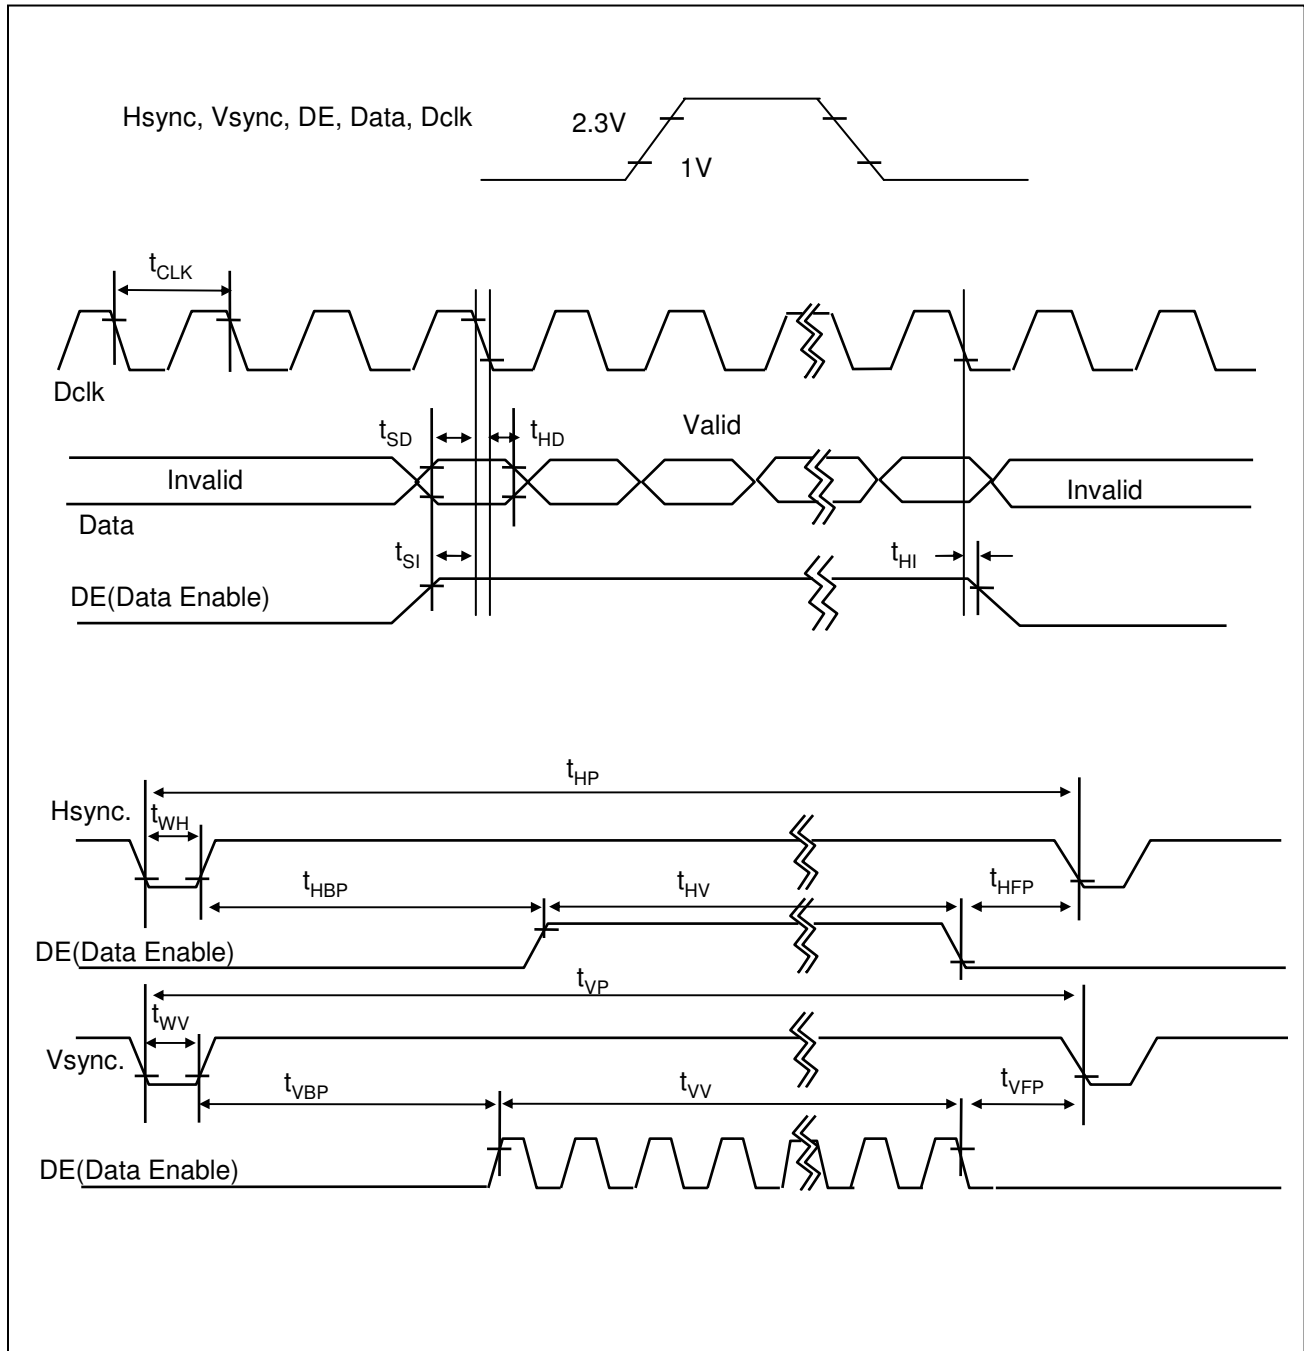 Hsync, Vsync, DE, Data, Dclk
2.3V
1V
tCLK
Dclk
tSD
tHD
Valid
Invalid
Invalid
Data
tSI
tHI
DE(Data Enable)
tHP
Hsync.
tWH
tHBP
tHV
tHFP
DE(Data Enable)
tVP
tWV
Vsync.
tVBP
tVV
tVFP
DE(Data Enable)